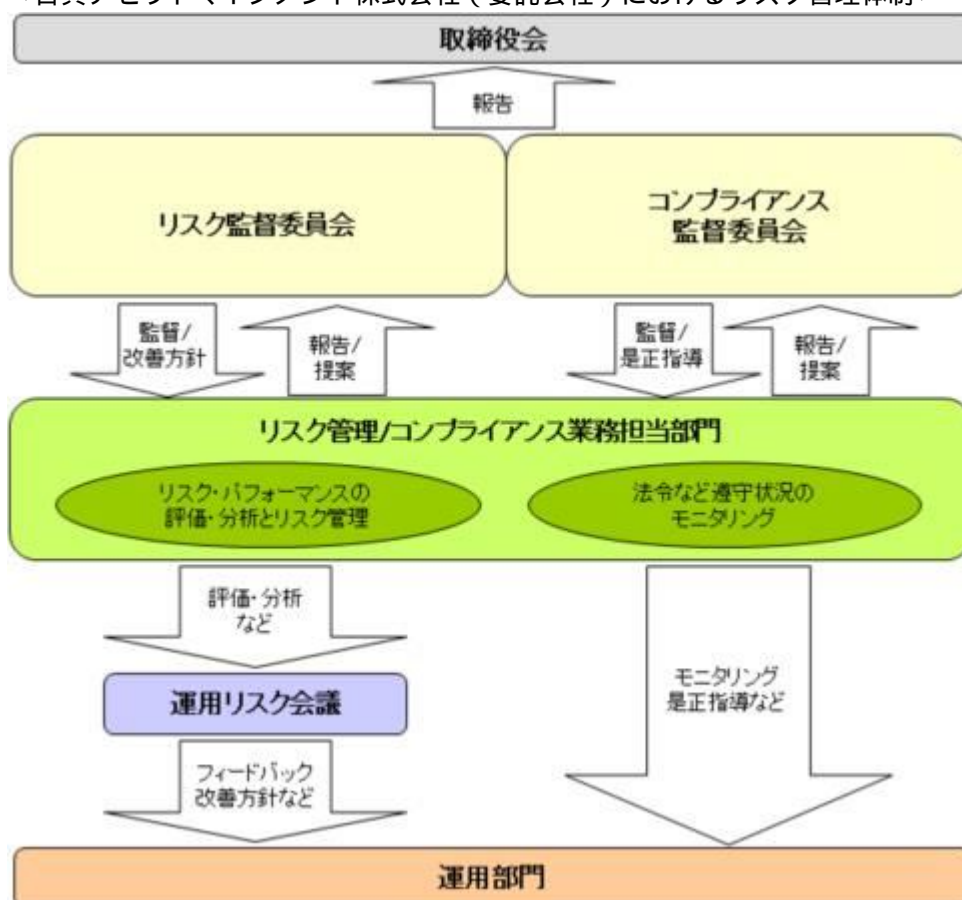 取締役会
報告
リスク監督委員会
コンプライアンス
監督委員会
監督/
改善方針
報告/
提案
監督/
是正指導
報告/
提案
リスク管理/コンプライアンス業務担当部門
リスク・パフォーマンスの
評価・分析とリスク管理
法令など遵守状況の
モニタリング
評価・分析
など
運用リスク会議
モニタリング
是正指導など
フィードバック
改善方針など
運用部門